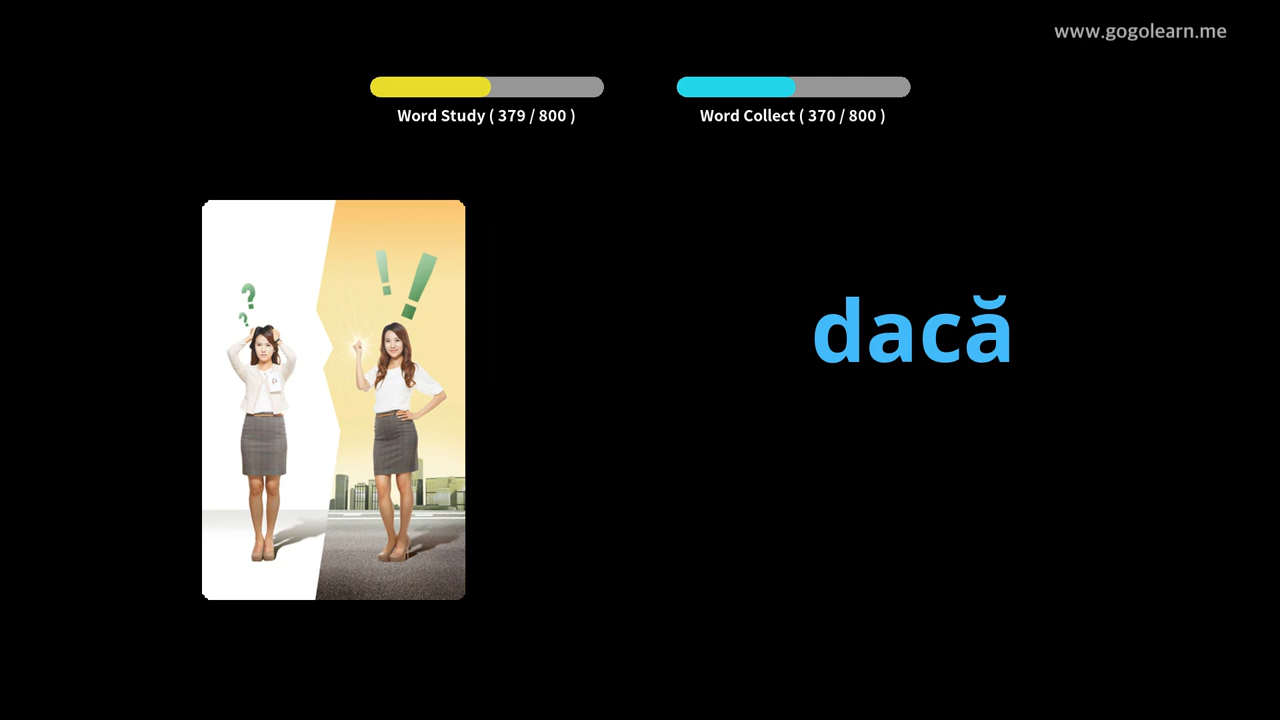 www.gogolearn.me
Word Study ( 379 / 800 )
Word Collect ( 370 / 800 )
? ?
! !
dacă